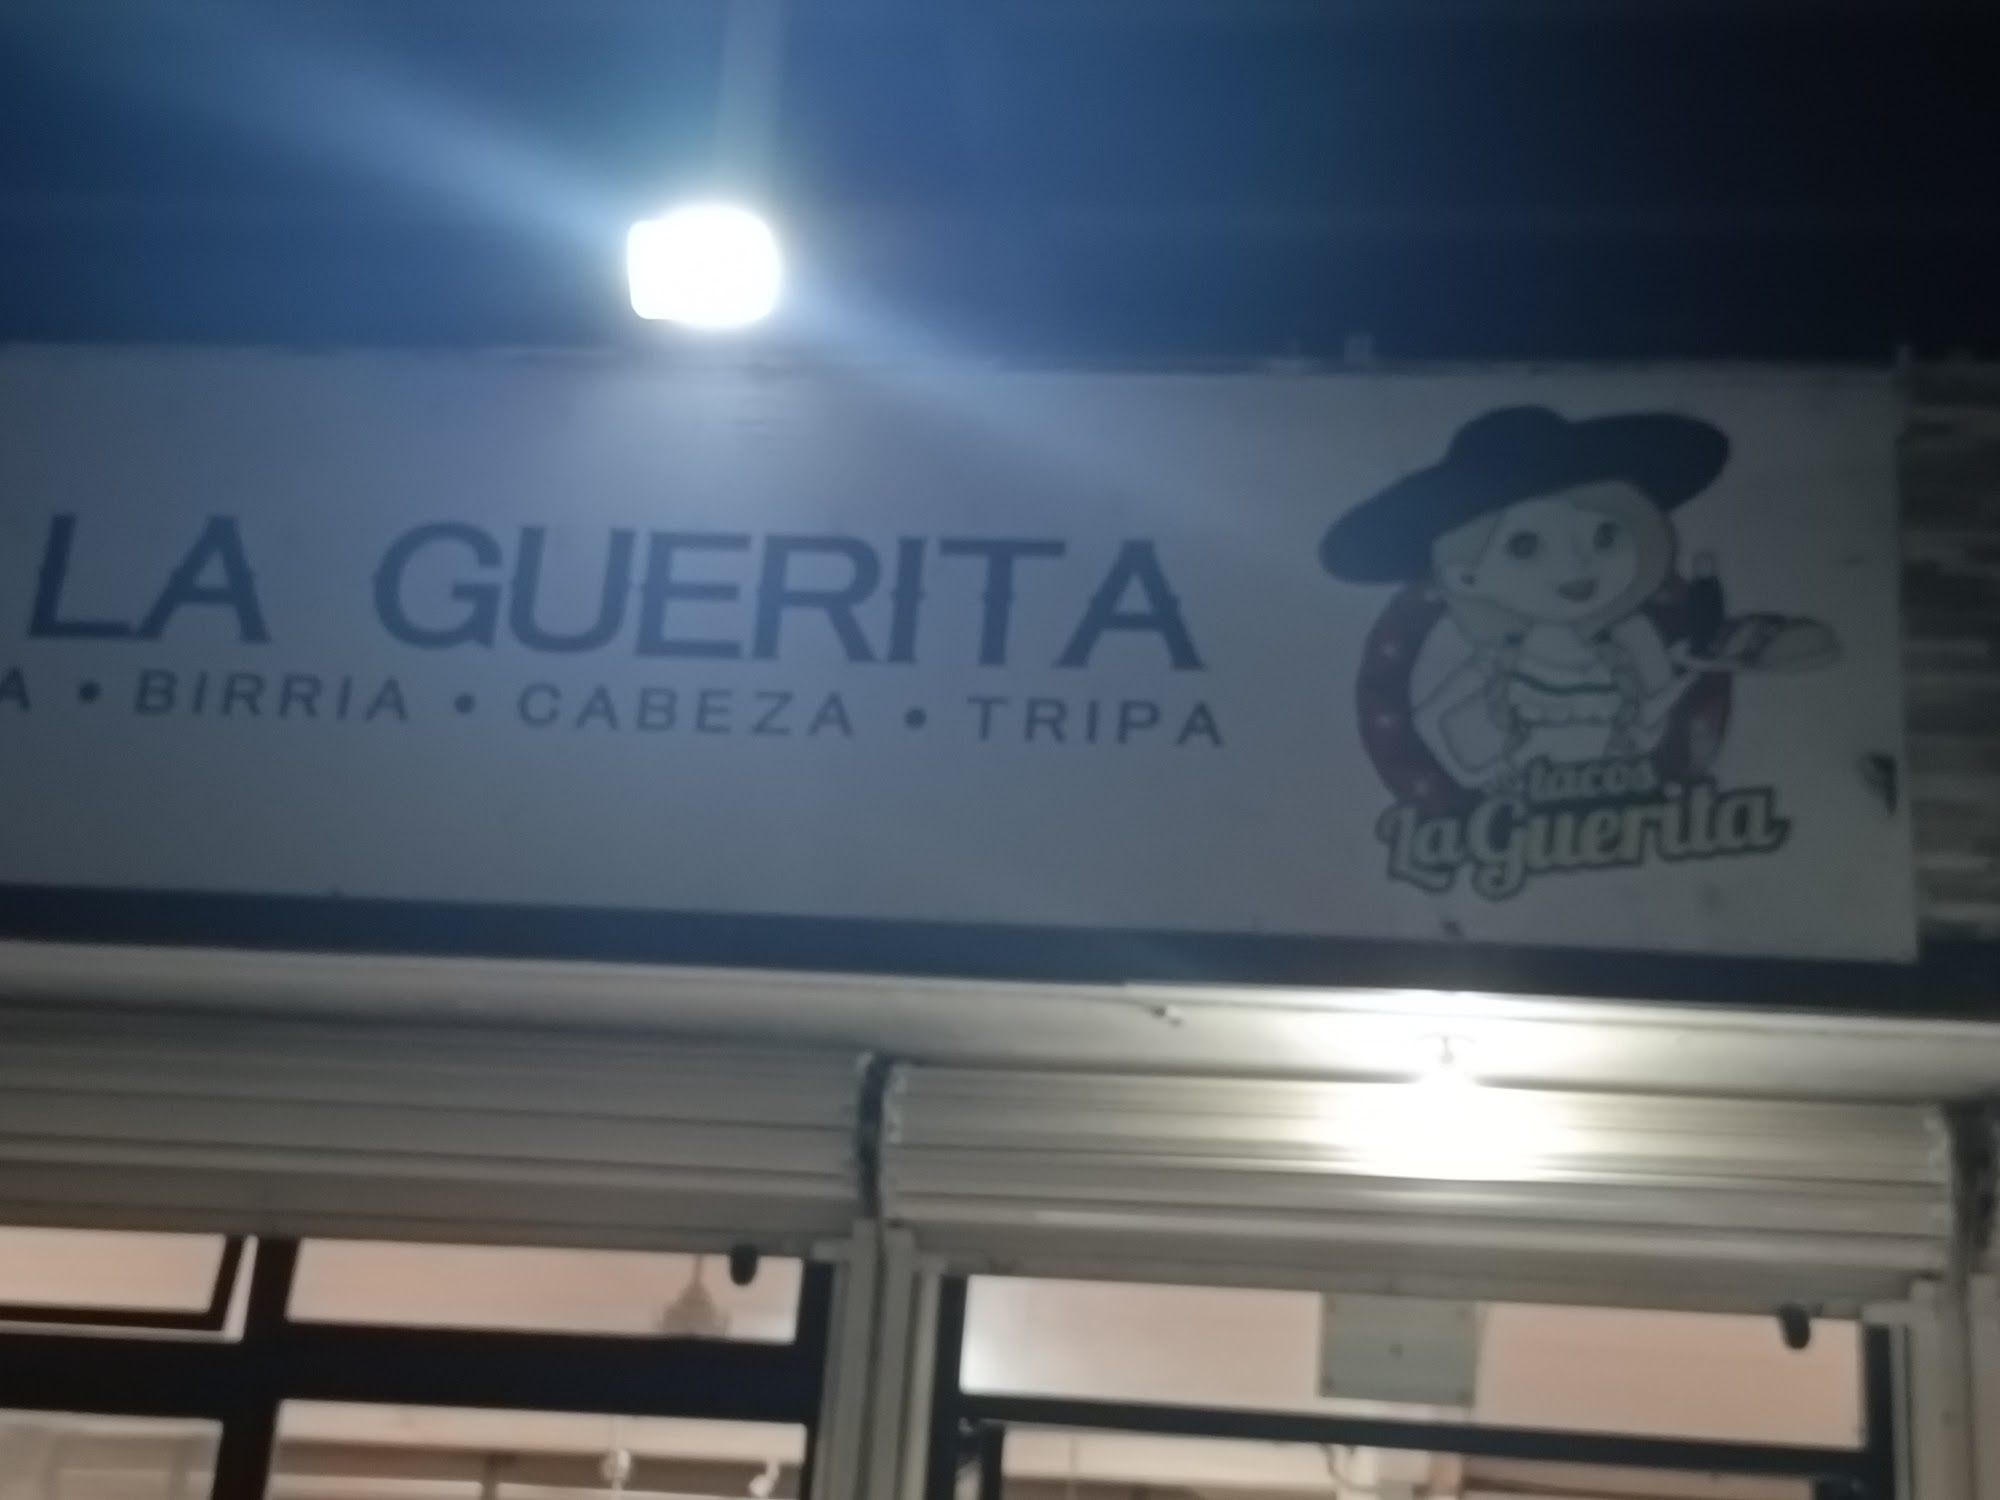 LA GUERITA
A • BIRRIA • CABEZA • TRIPA
tacos
La Guerita